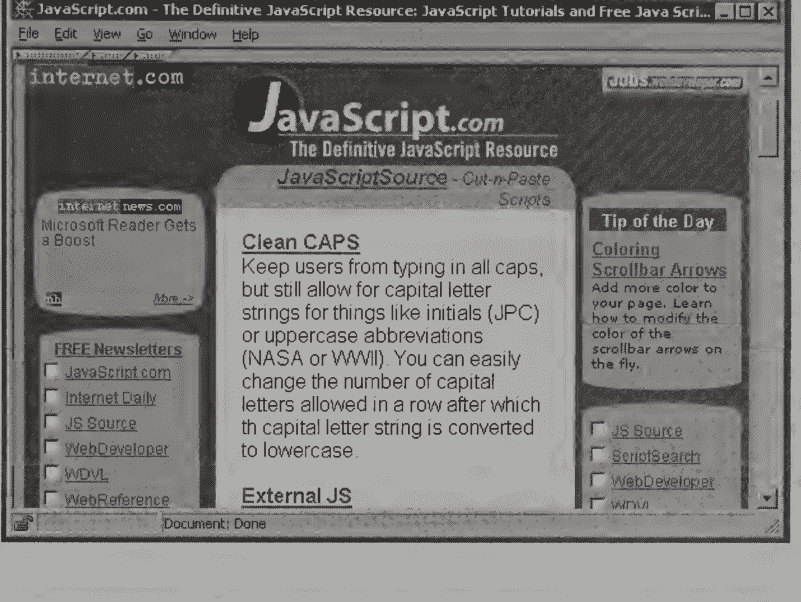 JavaScript.com - The Definitive JavaScript Resource: JavaScript Tutorials and Free Java Scri...
File Edit View Go Window Help
internet.com
Jobs.webdeveloper.com
JavaScript.com
The Definitive JavaScript Resource
JavaScriptSource - Cut-n-Paste
Scripts
internetnews.com
Microsoft Reader Gets
a Boost
More ->
FREE Newsletters
JavaScript.com
Internet Daily
JS Source
WebDeveloper
WDVL
WebReference
Clean CAPS
Keep users from typing in all caps,
but still allow for capital letter
strings for things like initials (JPC)
or uppercase abbreviations
(NASA or WWII). You can easily
change the number of capital
letters allowed in a row after which
th capital letter string is converted
to lowercase.
External JS
Tip of the Day
Coloring
Scrollbar Arrows
Add more color to
your page. Learn
how to modify the
color of the
scrollbar arrows on
the fly.
JS Source
ScriptSearch
WebDeveloper
WDVL
Document: Done